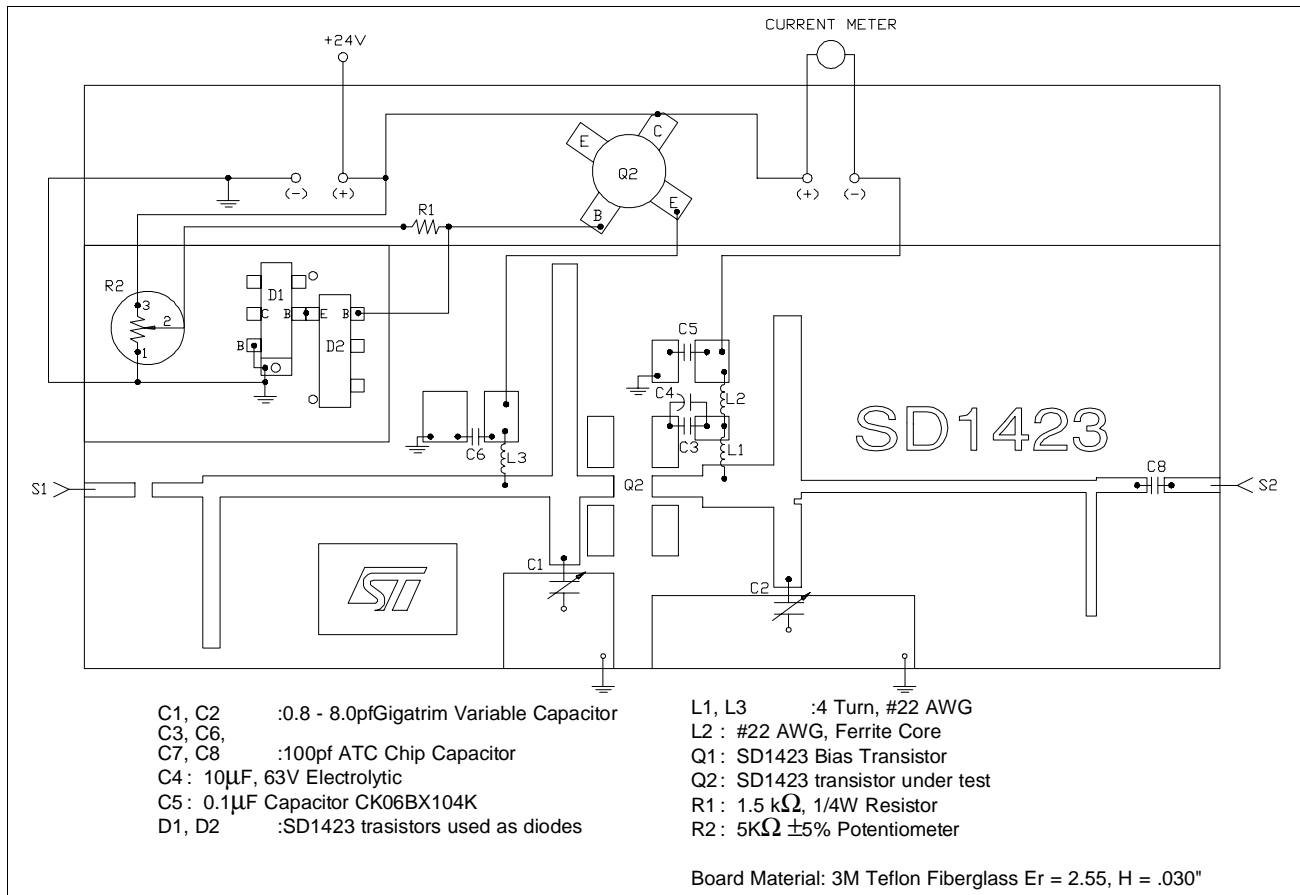 CURRENT METER
+24V
E
C
Q2
B
E
(-)
(+)
(+)
(-)
R1
R2
3
2
1
D1
C B
B
E B
D2
C5
C4
L2
C3
L1
C6
L3
SD1423
S1
Q2
C8
S2
C1
C2
ST
C1, C2 :0.8 - 8.0pfGigatrim Variable Capacitor
C3, C6,
C7, C8 :100pf ATC Chip Capacitor
C4 : 10µF, 63V Electrolytic
C5 : 0.1µF Capacitor CK06BX104K
D1, D2 :SD1423 trasistors used as diodes
L1, L3 :4 Turn, #22 AWG
L2 : #22 AWG, Ferrite Core
Q1 : SD1423 Bias Transistor
Q2 : SD1423 transistor under test
R1 : 1.5 kΩ, 1/4W Resistor
R2 : 5KΩ ±5% Potentiometer
Board Material: 3M Teflon Fiberglass Er = 2.55, H = .030"